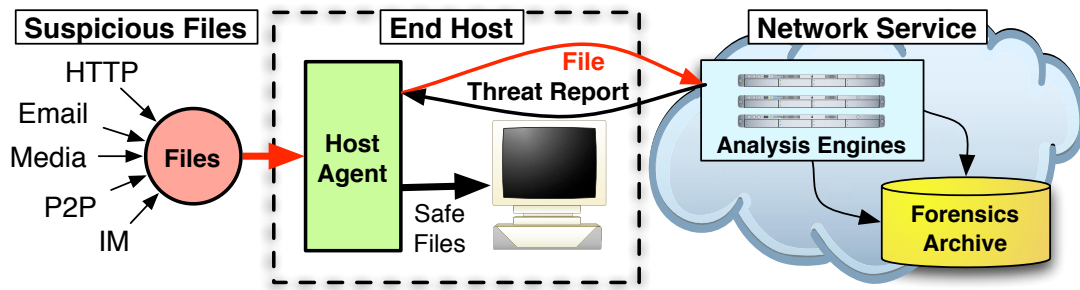 Suspicious Files
End Host
Network Service
HTTP
Email
Media
P2P
IM
Files
Host
Agent
File
Threat Report
Safe
Files
Analysis Engines
Forensics
Archive